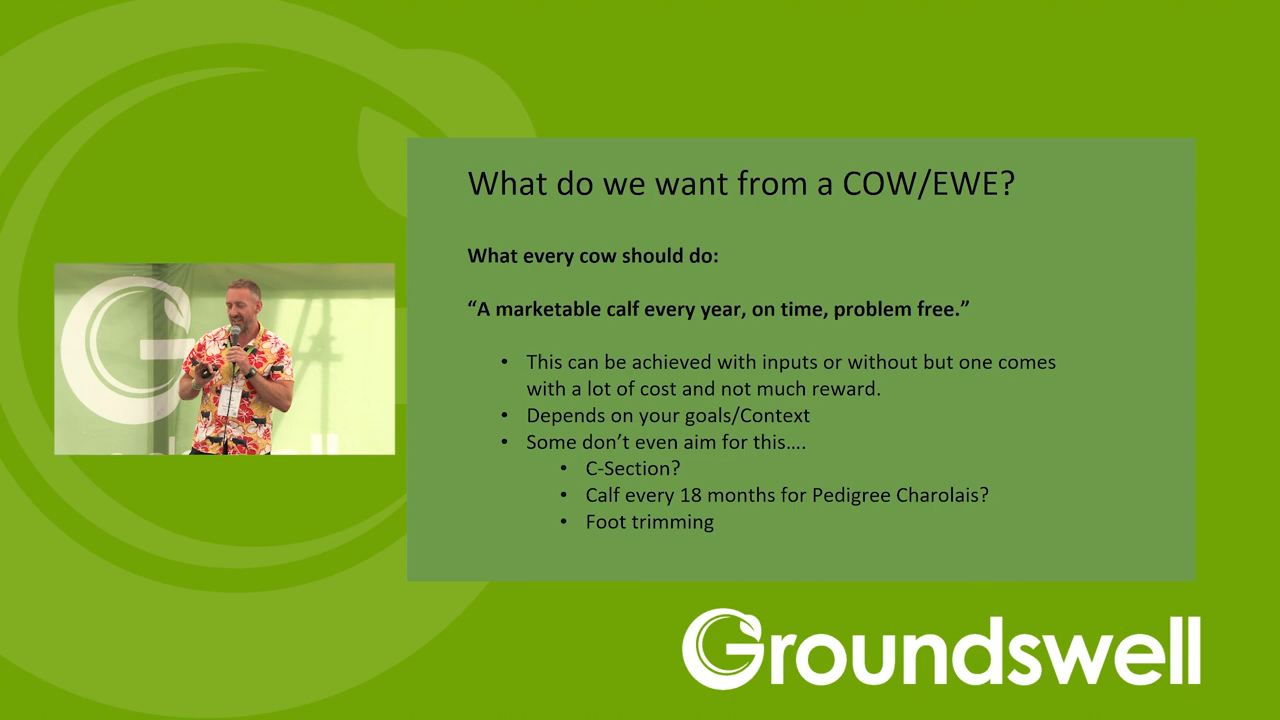 What do we want from a COW/EWE?
What every cow should do:
“A marketable calf every year, on time, problem free.”
• This can be achieved with inputs or without but one comes
with a lot of cost and not much reward.
• Depends on your goals/Context
• Some don’t even aim for this....
• C-Section?
• Calf every 18 months for Pedigree Charolais?
• Foot trimming
Groundswell